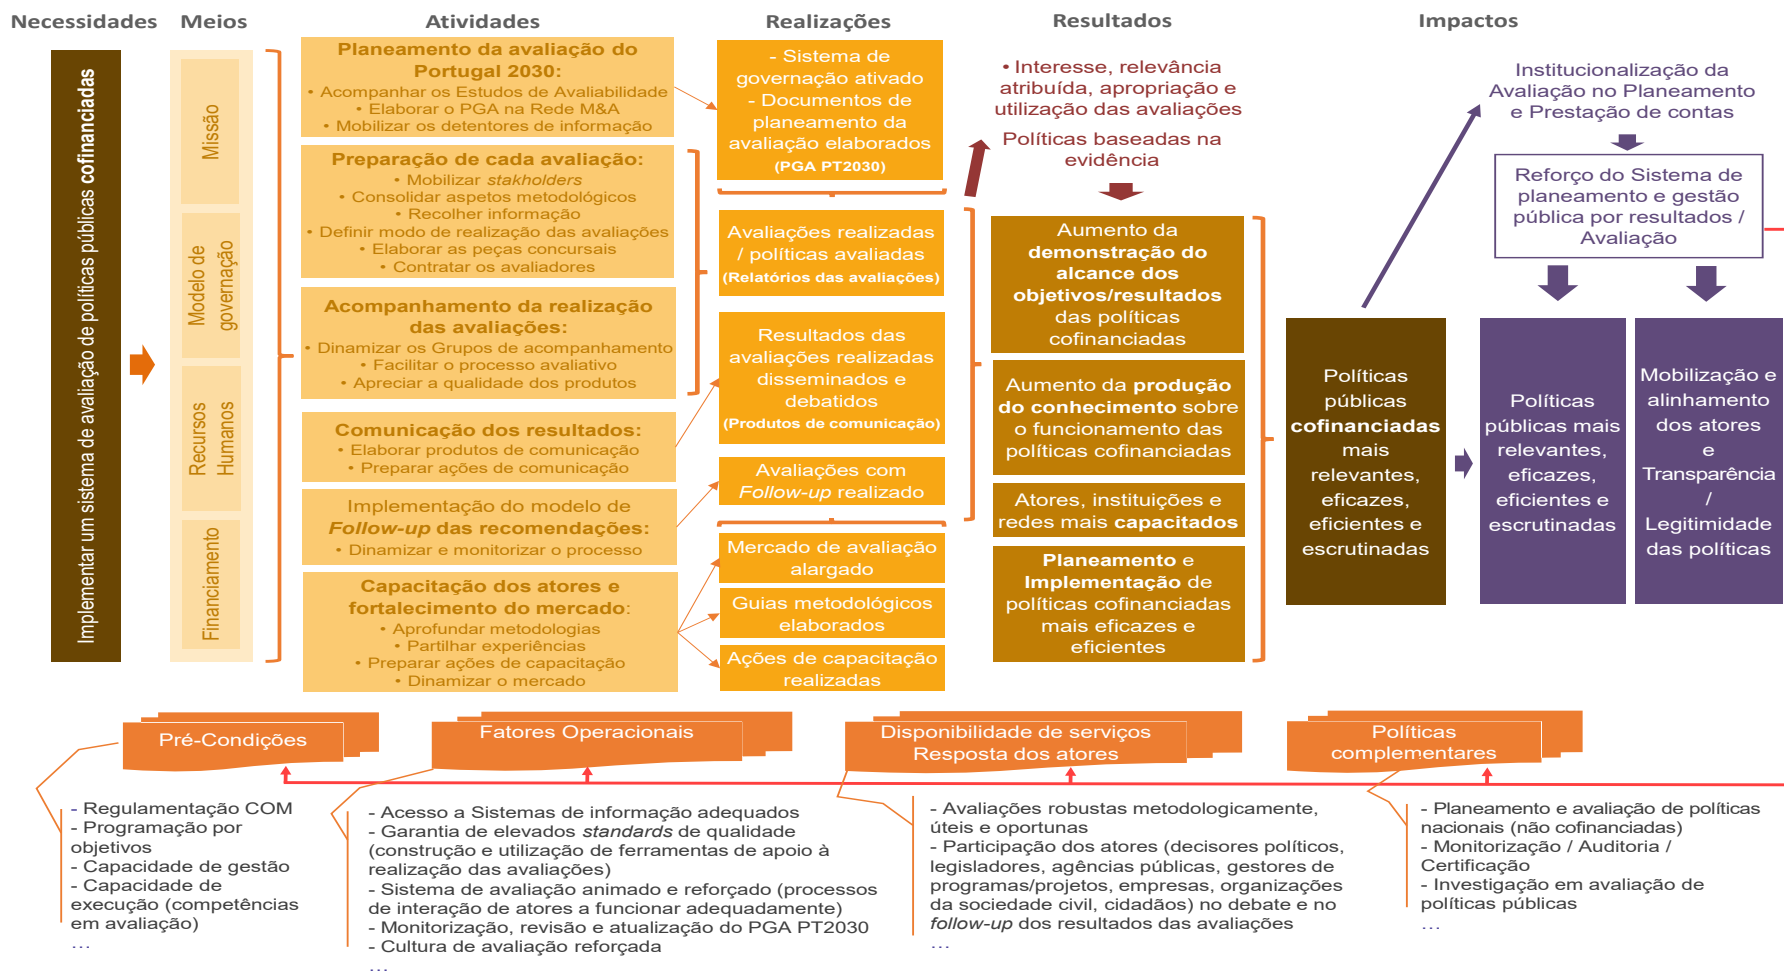 Necessidades
Meios
Atividades
Realizações
Resultados
Impactos
Implementar um sistema de avaliação de políticas públicas cofinanciadas
Missão
Modelo de
governação
Recursos
Humanos
Financiamento
Planeamento da avaliação do
Portugal 2030:
• Acompanhar os Estudos de Avaliabilidade
• Elaborar o PGA na Rede M&A
• Mobilizar os detentores de informação
Preparação de cada avaliação:
• Mobilizar stakholders
• Consolidar aspetos metodológicos
• Recolher informação
• Definir modo de realização das avaliações
• Elaborar as peças concursais
• Contratar os avaliadores
Acompanhamento da realização
das avaliações:
• Dinamizar os Grupos de acompanhamento
• Facilitar o processo avaliativo
• Apreciar a qualidade dos produtos
Comunicação dos resultados:
• Elaborar produtos de comunicação
• Preparar ações de comunicação
Implementação do modelo de
Follow-up das recomendações:
• Dinamizar e monitorizar o processo
Capacitação dos atores e
fortalecimento do mercado:
• Aprofundar metodologias
• Partilhar experiências
• Preparar ações de capacitação
• Dinamizar o mercado
- Sistema de
governação ativado
- Documentos de
planeamento da
avaliação elaborados
(PGA PT2030)
Avaliações realizadas
/ políticas avaliadas
(Relatórios das avaliações)
Resultados das
avaliações realizadas
disseminados e
debatidos
(Produtos de comunicação)
Avaliações com
Follow-up realizado
Mercado de avaliação
alargado
Guias metodológicos
elaborados
Ações de capacitação
realizadas
• Interesse, relevância
atribuída, apropriação e
utilização das avaliações
Políticas baseadas na
evidência
Aumento da
demonstração do
alcance dos
objetivos/resultados
das políticas
cofinanciadas
Aumento da produção
do conhecimento sobre
o funcionamento das
políticas cofinanciadas
Atores, instituições e
redes mais capacitados
Planeamento e
Implementação de
políticas cofinanciadas
mais eficazes e
eficientes
Institucionalização da
Avaliação no Planeamento
e Prestação de contas
Reforço do Sistema de
planeamento e gestão
pública por resultados /
Avaliação
Políticas
públicas
cofinanciadas
mais
relevantes,
eficazes,
eficientes e
escrutinadas
Políticas
públicas mais
relevantes,
eficazes,
eficientes e
escrutinadas
Mobilização e
alinhamento
dos atores
e
Transparência
/
Legitimidade
das políticas
Pré-Condições
- Regulamentação COM
- Programação por
objetivos
- Capacidade de gestão
- Capacidade de
execução (competências
em avaliação)
...
Fatores Operacionais
- Acesso a Sistemas de informação adequados
- Garantia de elevados standards de qualidade
(construção e utilização de ferramentas de apoio à
realização das avaliações)
- Sistema de avaliação animado e reforçado (processos
de interação de atores a funcionar adequadamente)
- Monitorização, revisão e atualização do PGA PT2030
- Cultura de avaliação reforçada
...
Disponibilidade de serviços
Resposta dos atores
- Avaliações robustas metodologicamente,
úteis e oportunas
- Participação dos atores (decisores políticos,
legisladores, agências públicas, gestores de
programas/projetos, empresas, organizações
da sociedade civil, cidadãos) no debate e no
follow-up dos resultados das avaliações
...
Políticas
complementares
- Planeamento e avaliação de políticas
nacionais (não cofinanciadas)
- Monitorização / Auditoria /
Certificação
- Investigação em avaliação de
políticas públicas
...